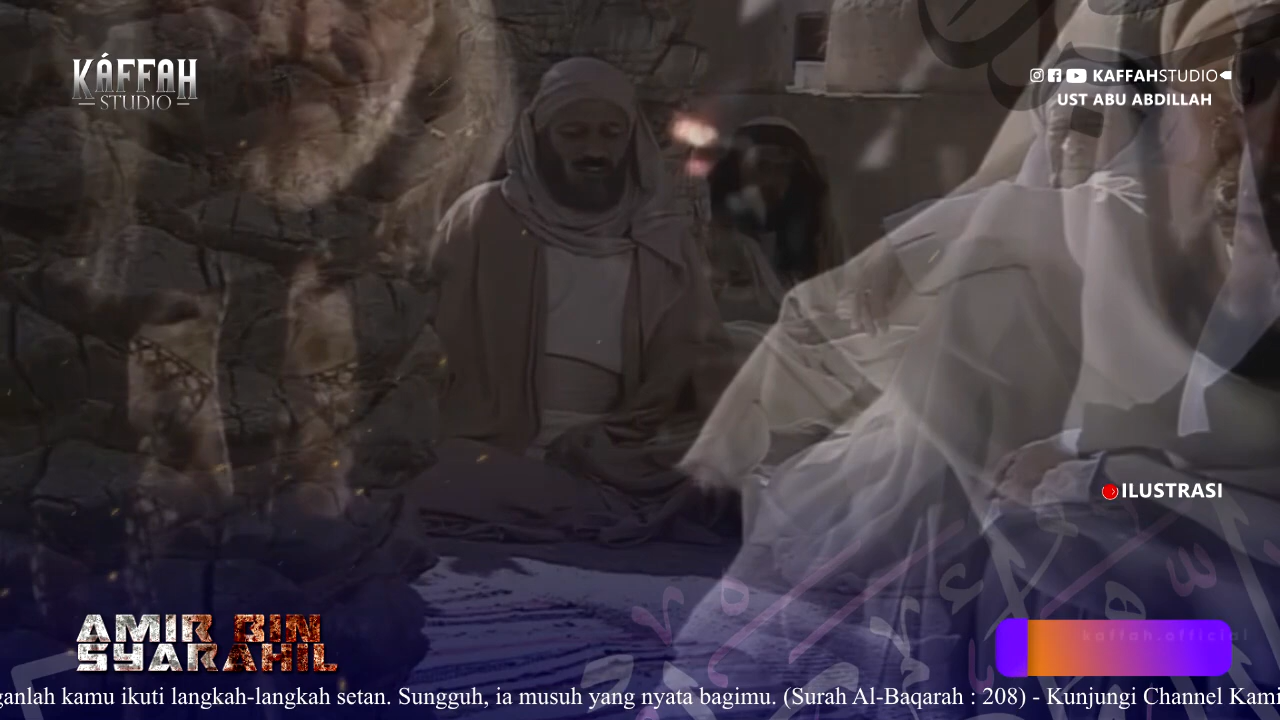 KÁFFAH
STUDIO
KAFFAHSTUDIO
UST ABU ABDILLAH
ILUSTRASI
AMIR BIN
SYARAHIL
kaffah.official
ganlah kamu ikuti langkah-langkah setan. Sungguh, ia musuh yang nyata bagimu. (Surah Al-Baqarah : 208) - Kunjungi Channel Kami